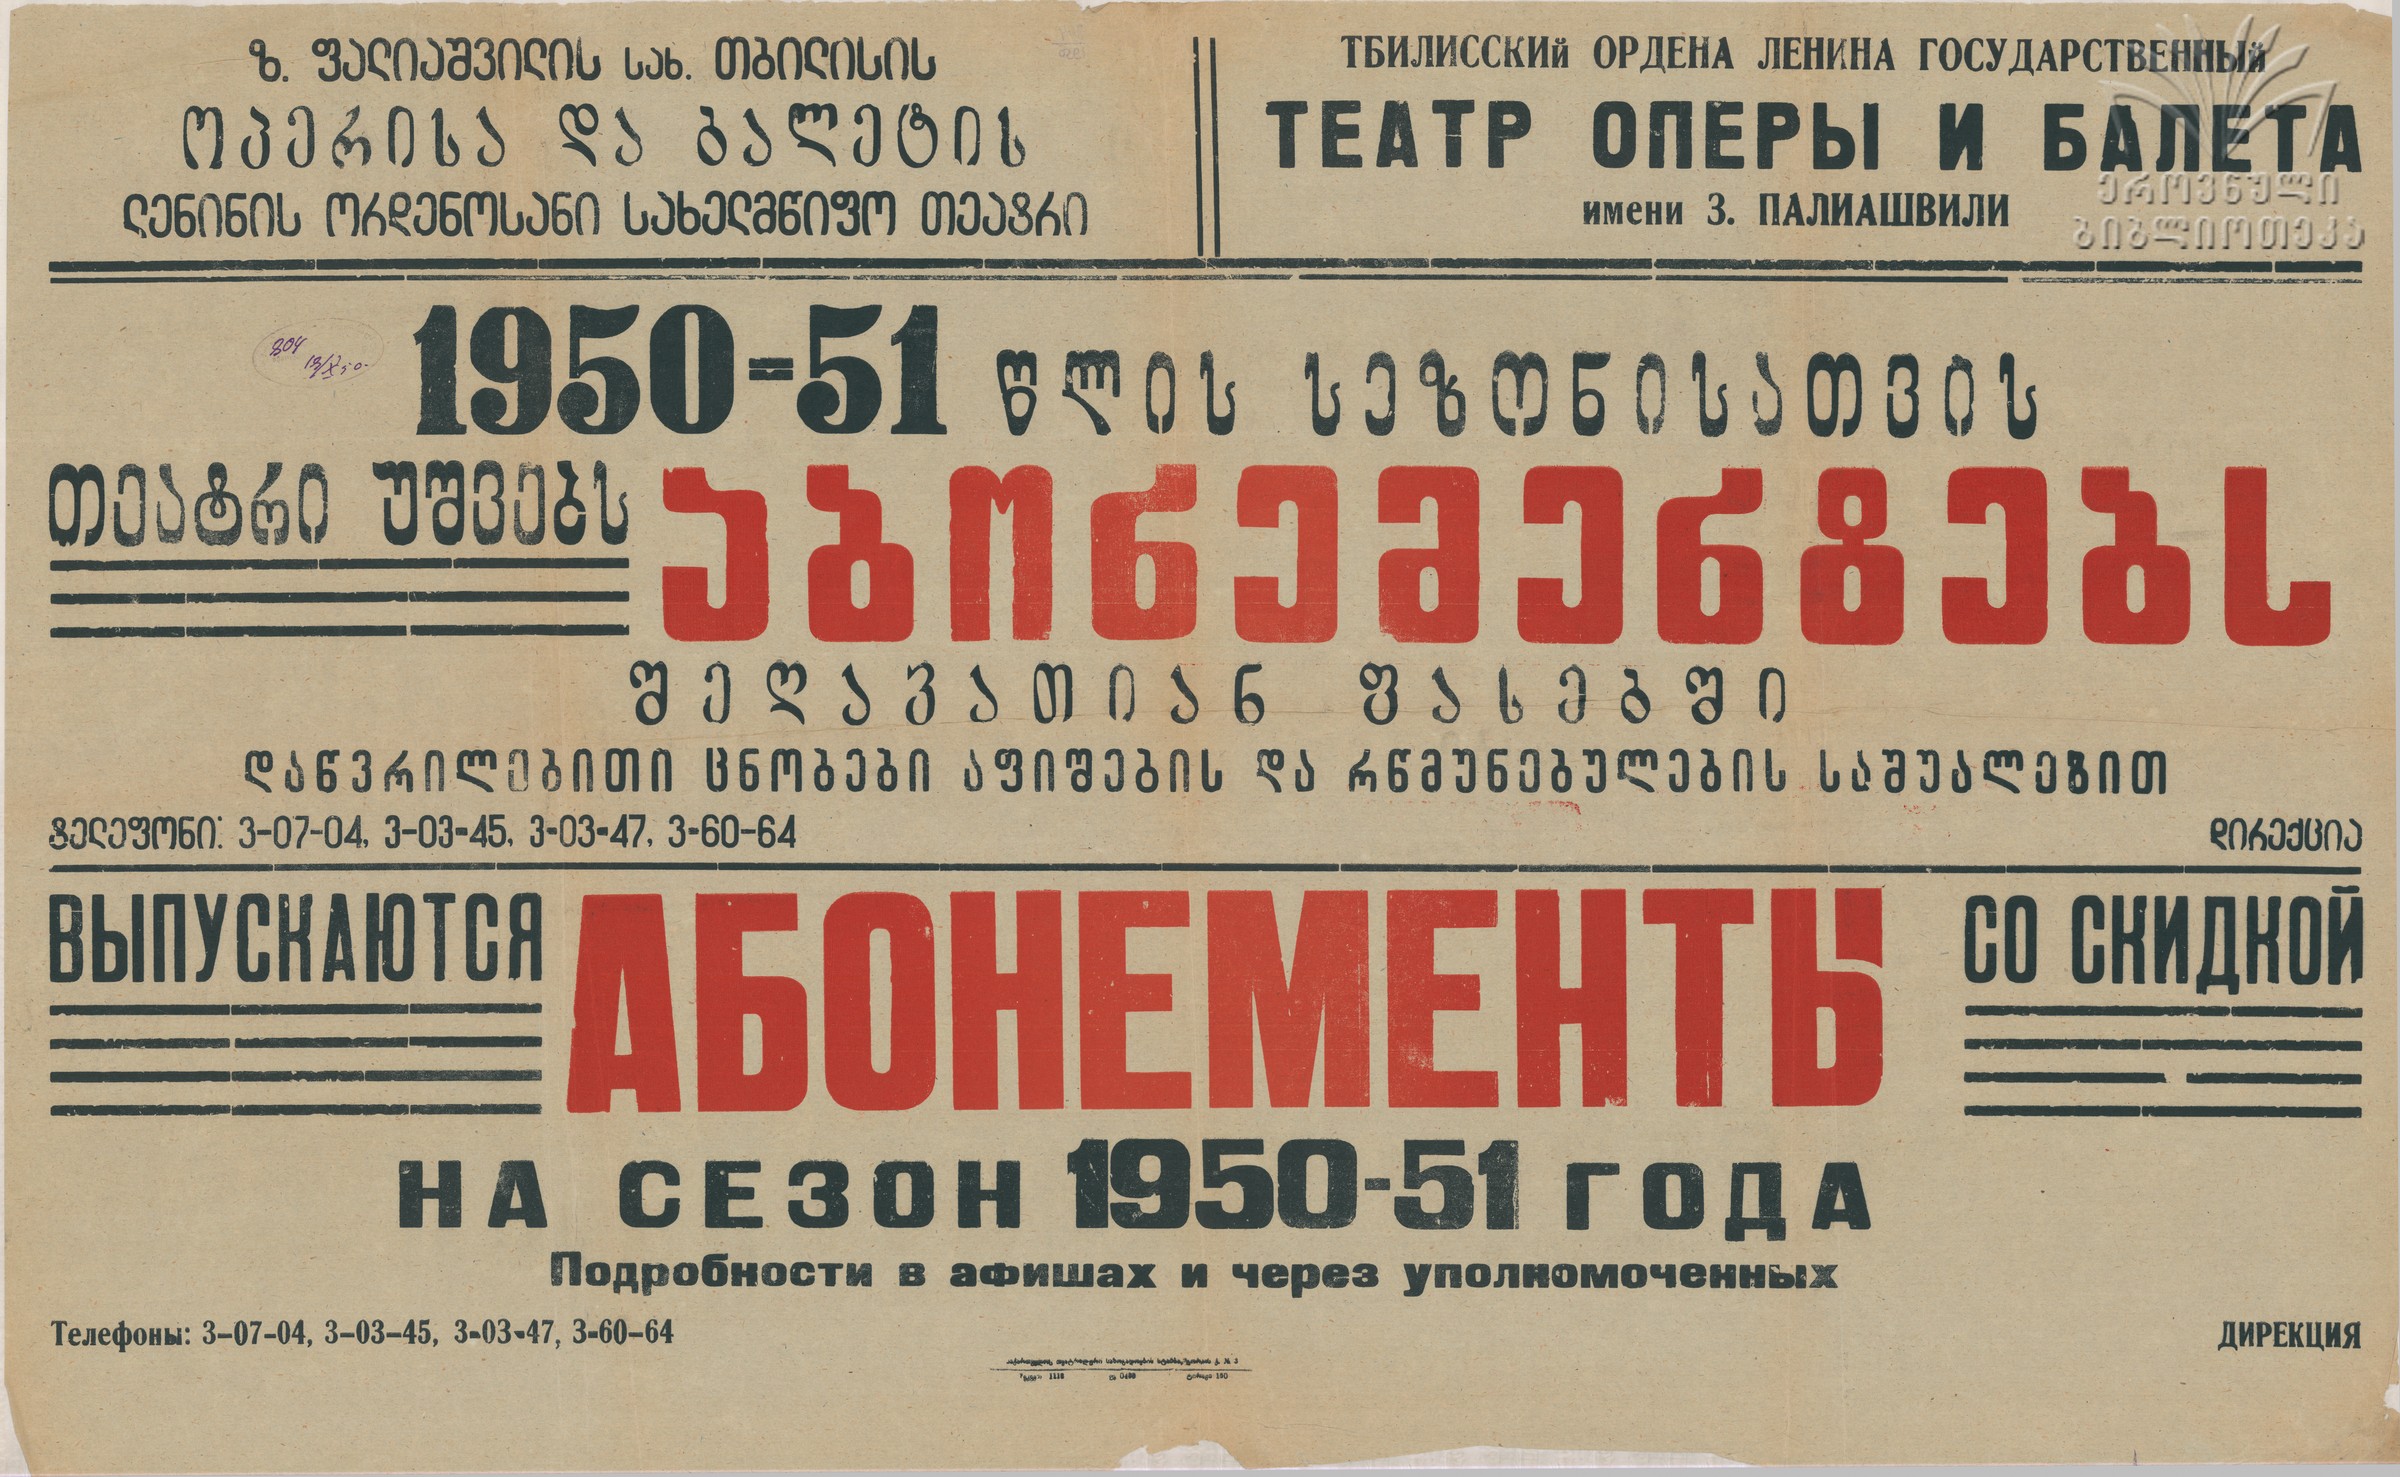 ზ. ფალიაშვილის სახ. თბილისის
ოპერისა და ბალეტის
ლენინის ორდენოსანი სახელმწიფო თეატრი
ТБИЛИССКИЙ ОРДЕНА ЛЕНИНА ГОСУДАРСТВЕННЫЙ
ТЕАТР ОПЕРЫ И БАЛЕТА
имени З. ПАЛИАШВИЛИ
ეროვნული
ბიბლიოთეკა
1950-51 წლის სეზონისათვის
თეატრი უშვებს აბონემენტებს
შეღავათიან ფასებში
დაწვრილებითი ცნობები აფიშების და რწმუნებულების საშუალებით
ტელეფონი: 3-07-04, 3-03-45, 3-03-47, 3-60-64
დირექცია
ВЫПУСКАЮТСЯ АБОНЕМЕНТЫ СО СКИДКОЙ
НА СЕЗОН 1950-51 ГОДА
Подробности в афишах и через уполномоченных
Телефоны: 3-07-04, 3-03-45, 3-03-47, 3-60-64
ДИРЕКЦИЯ